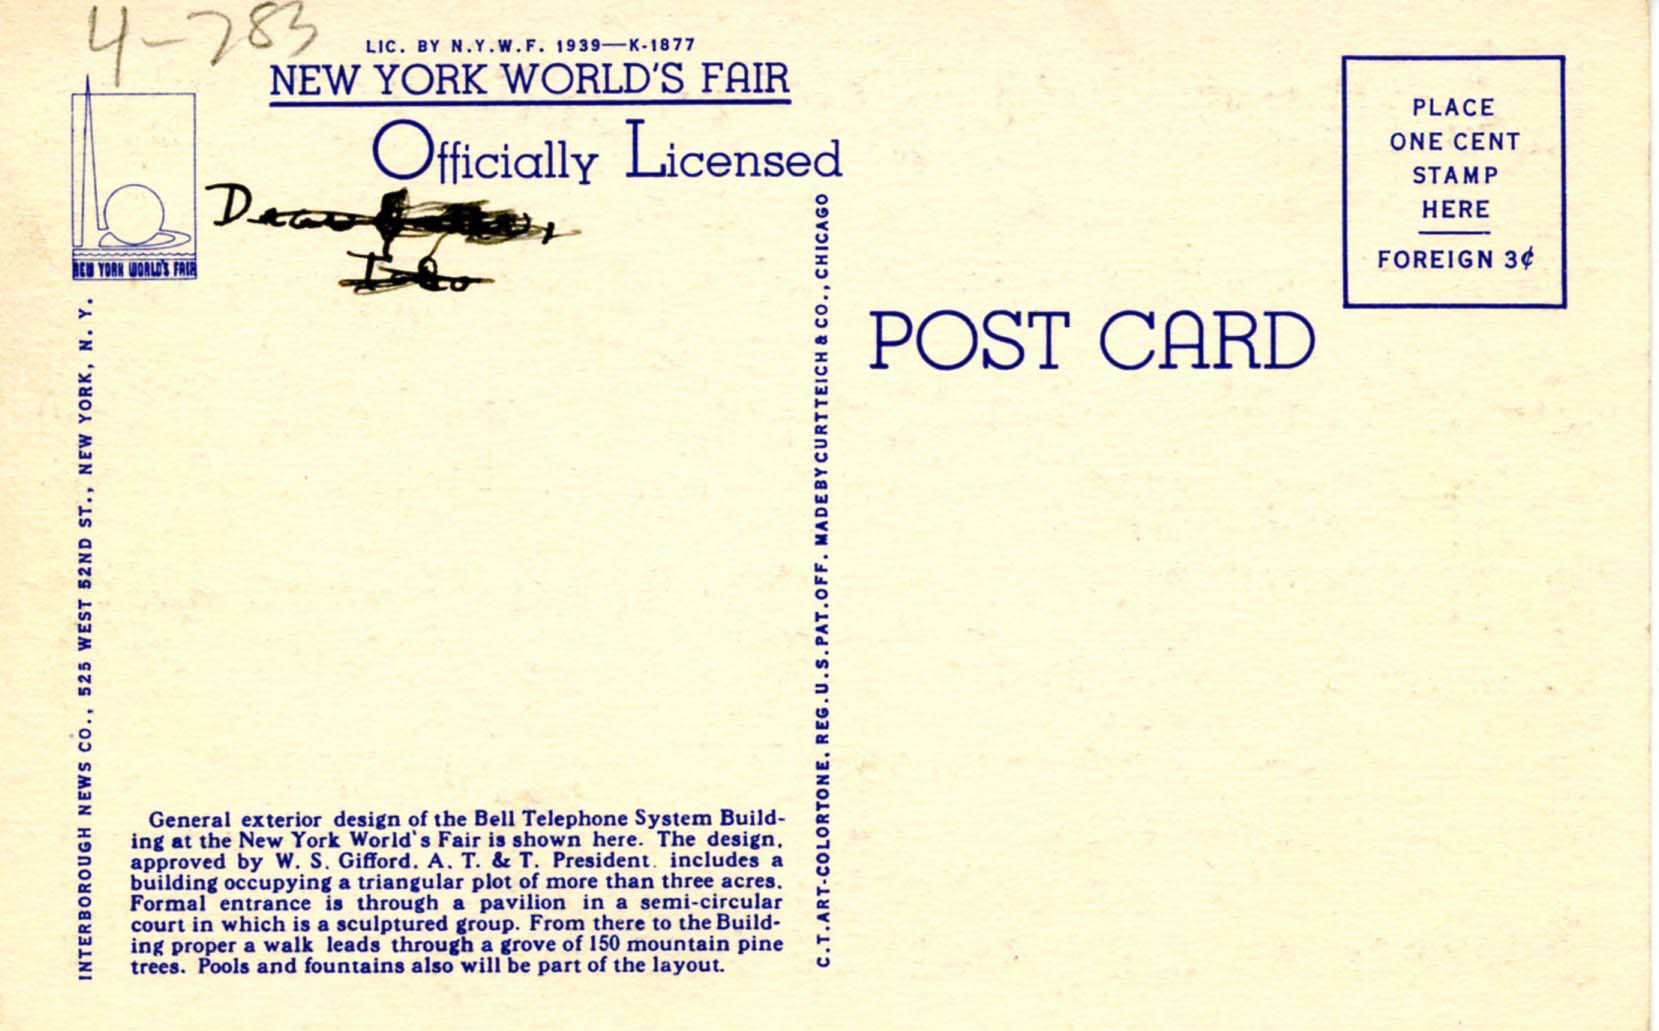 4-783
LIC. BY N.Y.W.F. 1939—K-1877
NEW YORK WORLD'S FAIR
Officially Licensed
NEW YORK WORLD'S FAIR
Dear
PLACE
ONE CENT
STAMP
HERE
FOREIGN 3¢
POST CARD
INTERBOROUGH NEWS CO., 525 WEST 52ND ST., NEW YORK, N. Y.
C.T.ART-COLORTONE, REG.U.S.PAT.OFF. MADE BY CURT TEICH & CO., CHICAGO
General exterior design of the Bell Telephone System Build-
ing at the New York World's Fair is shown here. The design,
approved by W. S. Gifford, A. T. & T. President, includes a
building occupying a triangular plot of more than three acres.
Formal entrance is through a pavilion in a semi-circular
court in which is a sculptured group. From there to the Build-
ing proper a walk leads through a grove of 150 mountain pine
trees. Pools and fountains also will be part of the layout.